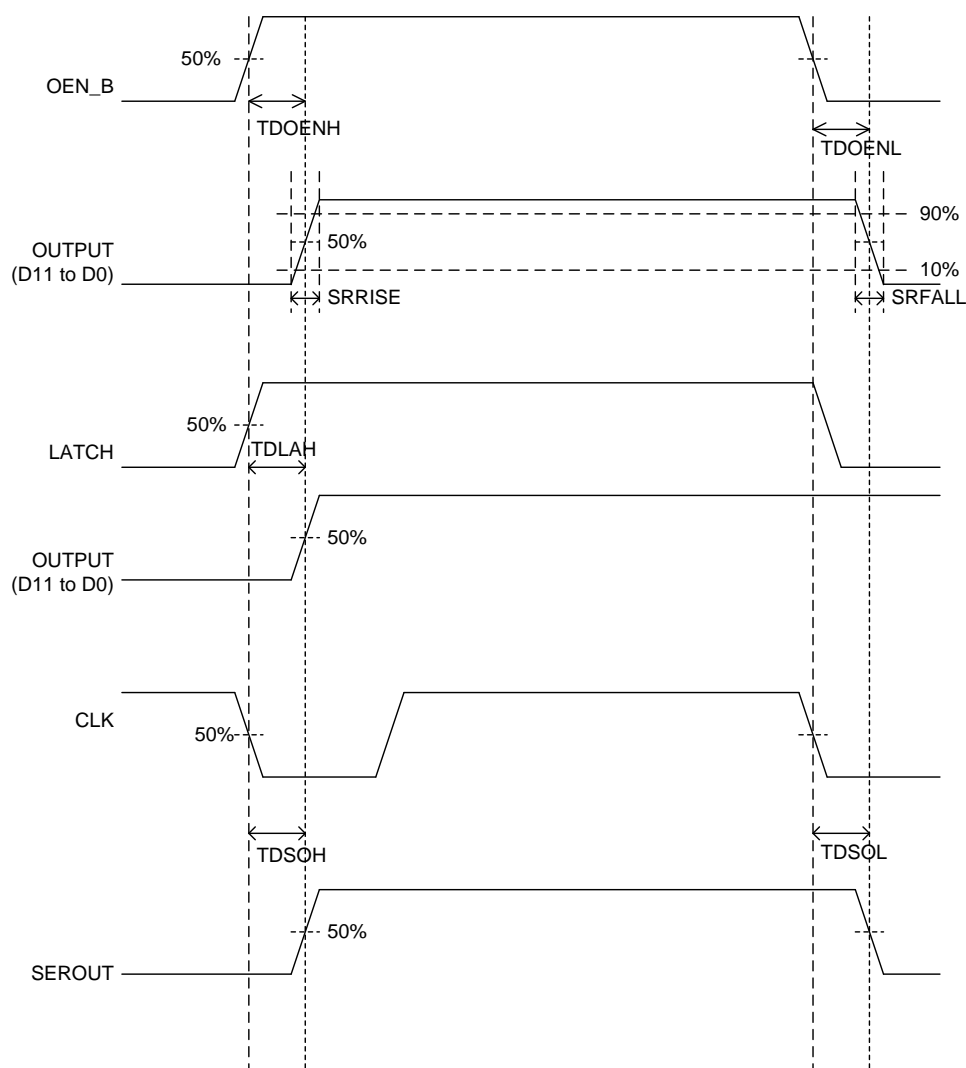 50%
OEN_B
TDOENH
TDOENL
90%
50%
OUTPUT
(D11 to D0)
10%
SRRISE
SRFALL
50%
LATCH
TDLAH
50%
OUTPUT
(D11 to D0)
CLK
50%
TDSOH
TDSOL
50%
SEROUT